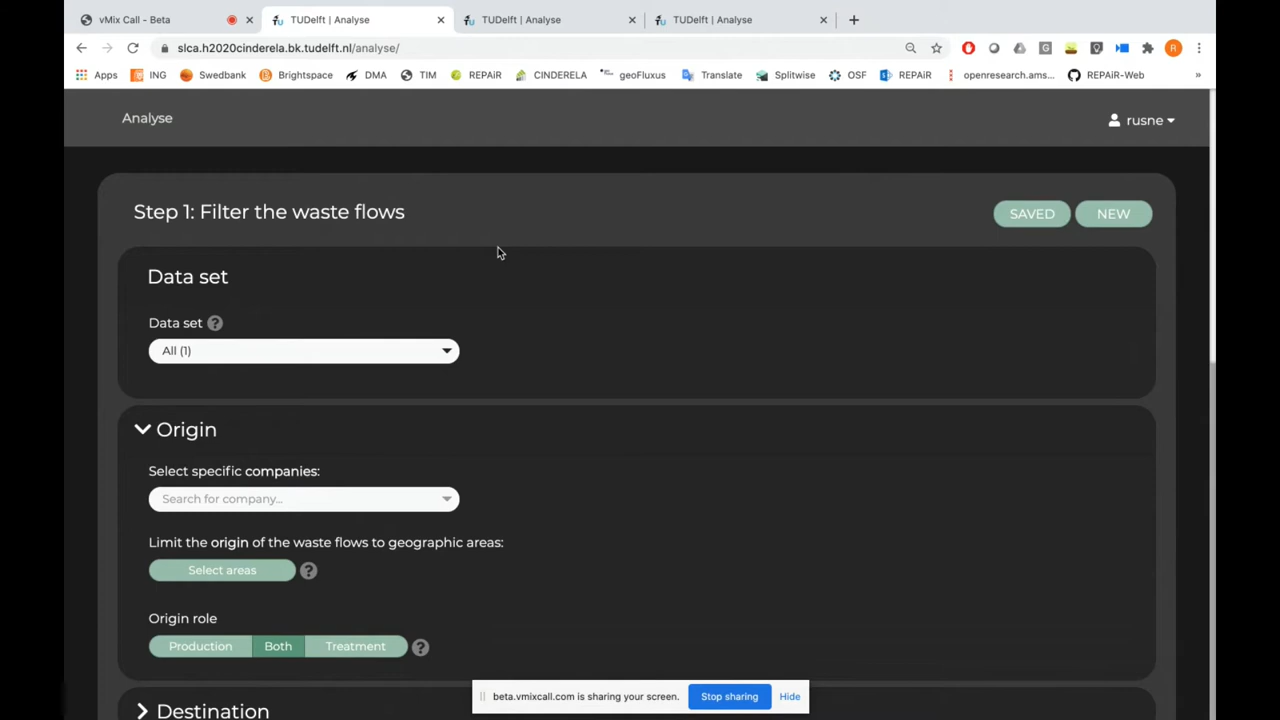 vMix Call - Beta
TUDelft | Analyse
TUDelft | Analyse
TUDelft | Analyse
slca.h2020cinderela.bk.tudelft.nl/analyse/
R
Apps
ING
Swedbank
Brightspace
DMA
TIM
REPAiR
CINDERELA
geoFluxus
Translate
Splitwise
OSF
REPAiR
openresearch.ams...
REPAiR-Web
»
Analyse
rusne
Step 1: Filter the waste flows
SAVED
NEW
Data set
Data set ?
All (1)
Origin
Select specific companies:
Search for company...
Limit the origin of the waste flows to geographic areas:
Select areas ?
Origin role
Production Both Treatment ?
Destination
beta.vmixcall.com is sharing your screen.
Stop sharing
Hide